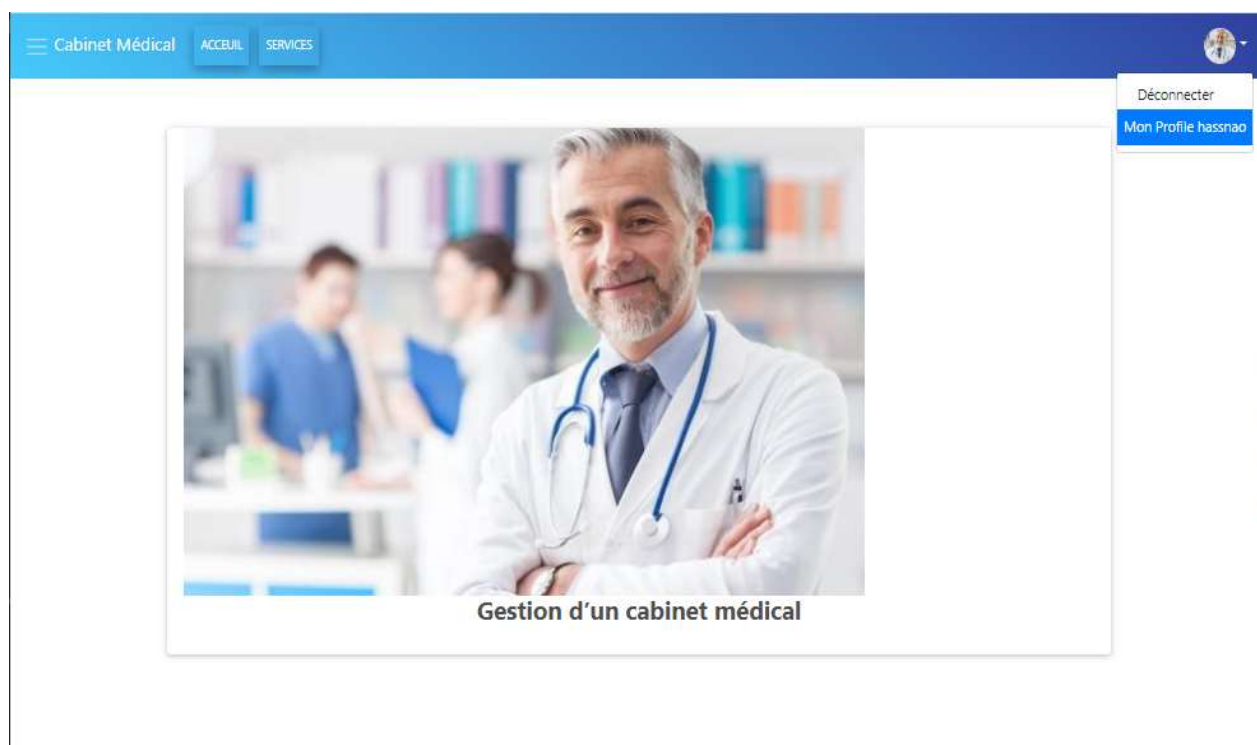 Cabinet Médical ACCEUIL SERVICES
Déconnecter
Mon Profile hassnao
Gestion d’un cabinet médical